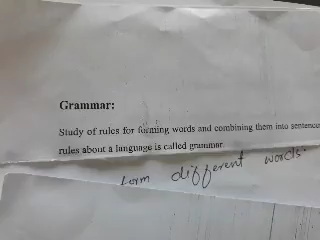 Grammar:
Study of rules for forming words and combining them into sentence
rules about a language is called grammar
form different words.